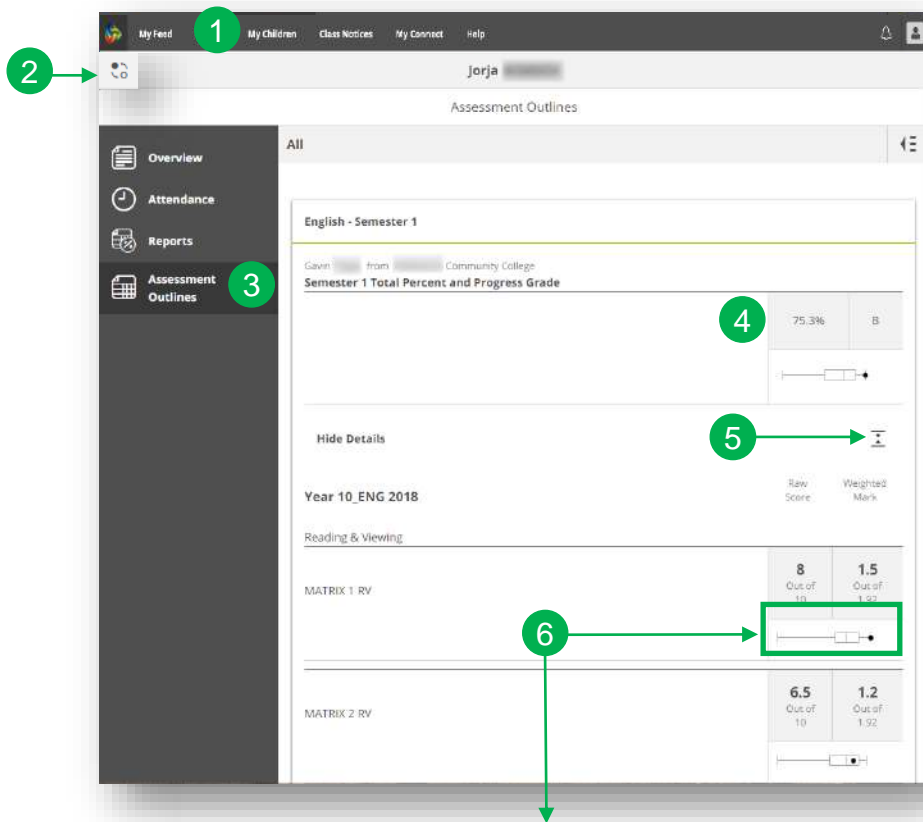 My Feed 1 My Children Class Notices My Connect Help
2
Jorja
Assessment Outlines
All
Overview
Attendance
Reports
Assessment
Outlines
3
English - Semester 1
Gavin from Community College
Semester 1 Total Percent and Progress Grade
4 75.3% B
Hide Details
5
Year 10_ENG 2018
Raw
Score
Weighted
Mark
Reading & Viewing
MATRIX 1 RV
8
Out of
10
1.5
Out of
1.92
6
MATRIX 2 RV
6.5
Out of
10
1.2
Out of
1.92